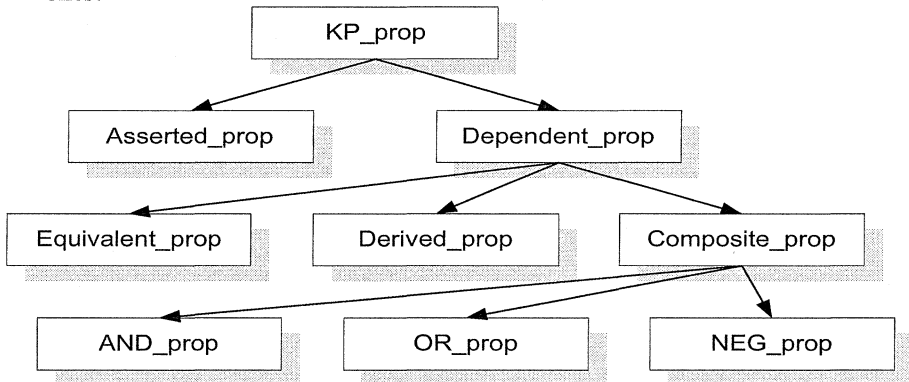 KP_prop
Asserted_prop
Dependent_prop
Equivalent_prop
Derived_prop
Composite_prop
AND_prop
OR_prop
NEG_prop